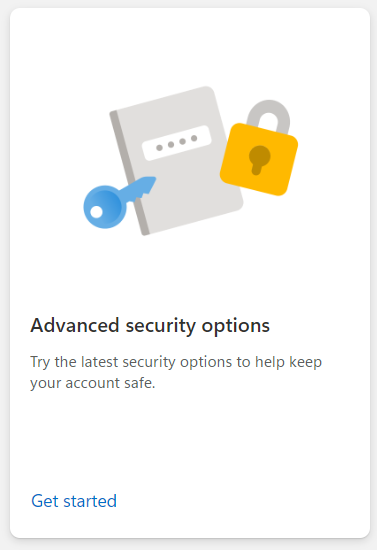 Advanced security options
Try the latest security options to help keep
your account safe.
Get started